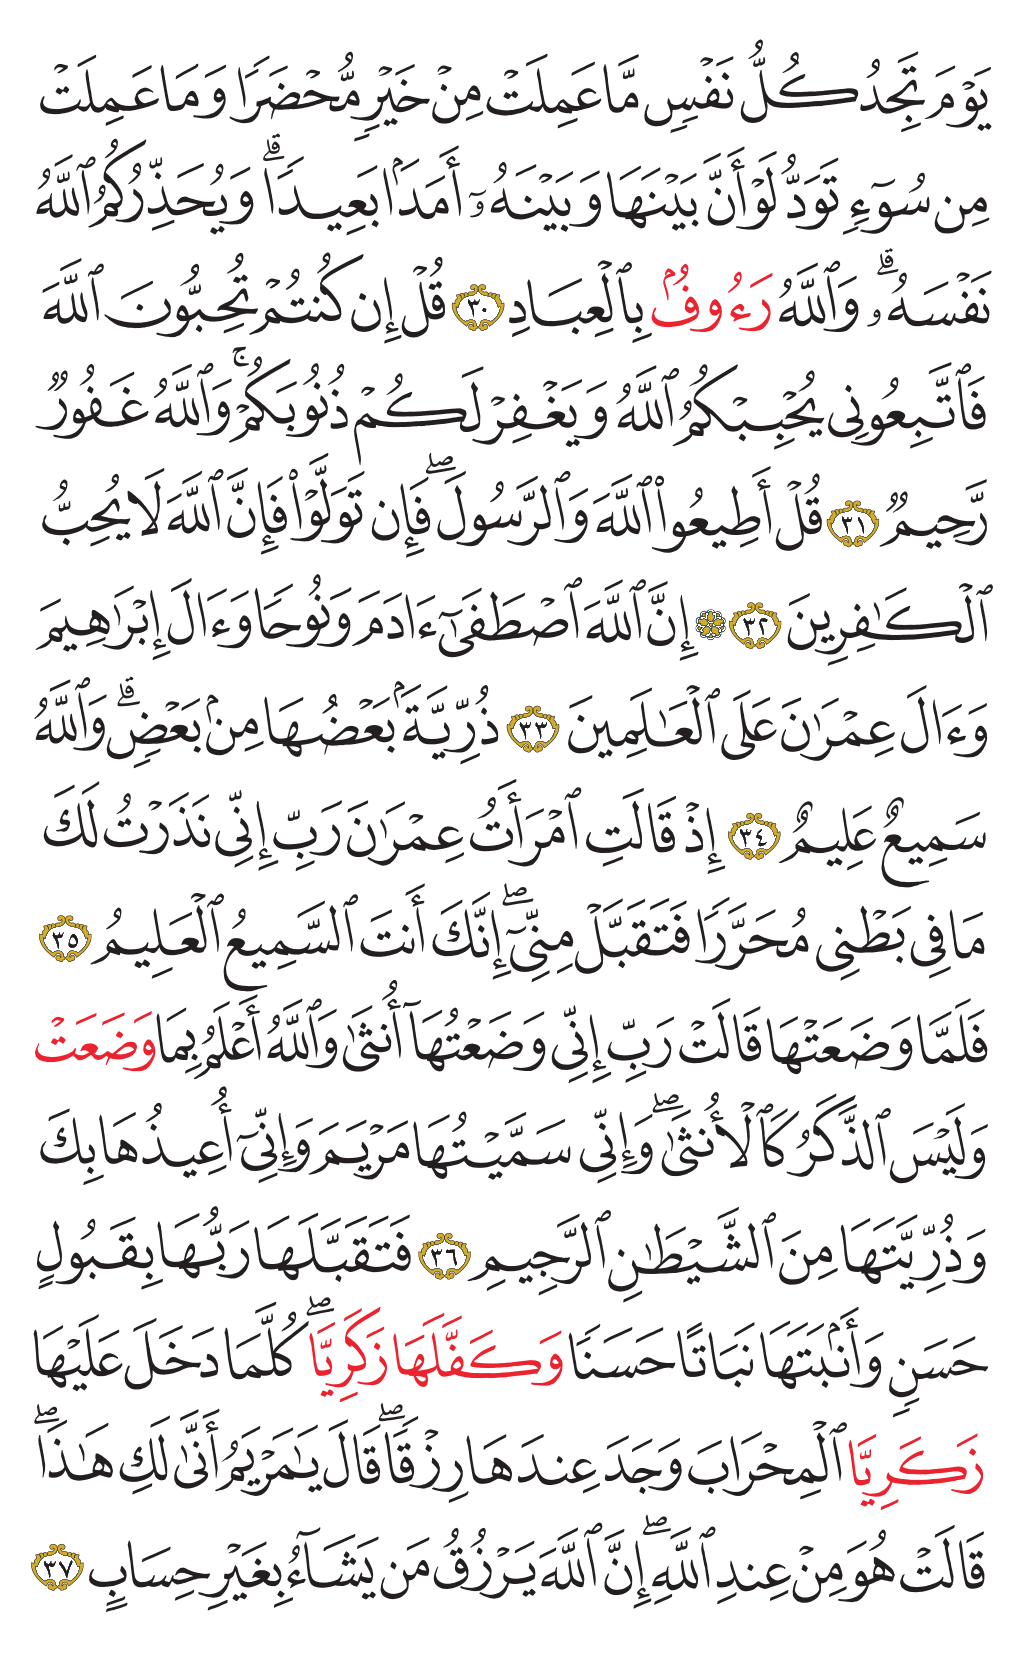 يَوْمَ تَجِدُ كُلُّ نَفْسٍ مَّا عَمِلَتْ مِنْ خَيْرٍ مُّحْضَرًا وَمَا عَمِلَتْ
مِن سُوٓءٍ تَوَدُّ لَوْ أَنَّ بَيْنَهَا وَبَيْنَهُۥٓ أَمَدًۢا بَعِيدًاۗ وَيُحَذِّرُكُمُ ٱللَّهُ
نَفْسَهُۥۗ وَٱللَّهُ رَءُوفُۢ بِٱلْعِبَادِ ٣٠ قُلْ إِن كُنتُمْ تُحِبُّونَ ٱللَّهَ
فَٱتَّبِعُونِى يُحْبِبْكُمُ ٱللَّهُ وَيَغْفِرْ لَكُمْ ذُنُوبَكُمْۚ وَٱللَّهُ غَفُورٌ
رَّحِيمٌ ٣١ قُلْ أَطِيعُوا۟ ٱللَّهَ وَٱلرَّسُولَۖ فَإِن تَوَلَّوْا۟ فَإِنَّ ٱللَّهَ لَا يُحِبُّ
ٱلْكَـٰفِرِينَ ٣٢ ۞ إِنَّ ٱللَّهَ ٱصْطَفَىٰٓ ءَادَمَ وَنُوحًا وَءَالَ إِبْرَٰهِيمَ
وَءَالَ عِمْرَٰنَ عَلَى ٱلْعَـٰلَمِينَ ٣٣ ذُرِّيَّةَۢ بَعْضُهَا مِنۢ بَعْضٍۗ وَٱللَّهُ
سَمِيعٌ عَلِيمٌ ٣٤ إِذْ قَالَتِ ٱمْرَأَتُ عِمْرَٰنَ رَبِّ إِنِّى نَذَرْتُ لَكَ
مَا فِى بَطْنِى مُحَرَّرًا فَتَقَبَّلْ مِنِّىٓۖ إِنَّكَ أَنتَ ٱلسَّمِيعُ ٱلْعَلِيمُ ٣٥
فَلَمَّا وَضَعَتْهَا قَالَتْ رَبِّ إِنِّى وَضَعْتُهَآ أُنثَىٰ وَٱللَّهُ أَعْلَمُ بِمَا وَضَعَتْ
وَلَيْسَ ٱلذَّكَرُ كَٱلْأُنثَىٰۖ وَإِنِّى سَمَّيْتُهَا مَرْيَمَ وَإِنِّىٓ أُعِيذُهَا بِكَ
وَذُرِّيَّتَهَا مِنَ ٱلشَّيْطَـٰنِ ٱلرَّجِيمِ ٣٦ فَتَقَبَّلَهَا رَبُّهَا بِقَبُولٍ
حَسَنٍ وَأَنۢبَتَهَا نَبَاتًا حَسَنًا وَكَفَّلَهَا زَكَرِيَّاۖ كُلَّمَا دَخَلَ عَلَيْهَا
زَكَرِيَّا ٱلْمِحْرَابَ وَجَدَ عِندَهَا رِزْقًاۖ قَالَ يَـٰمَرْيَمُ أَنَّىٰ لَكِ هَـٰذَاۖ
قَالَتْ هُوَ مِنْ عِندِ ٱللَّهِۖ إِنَّ ٱللَّهَ يَرْزُقُ مَن يَشَآءُ بِغَيْرِ حِسَابٍ ٣٧